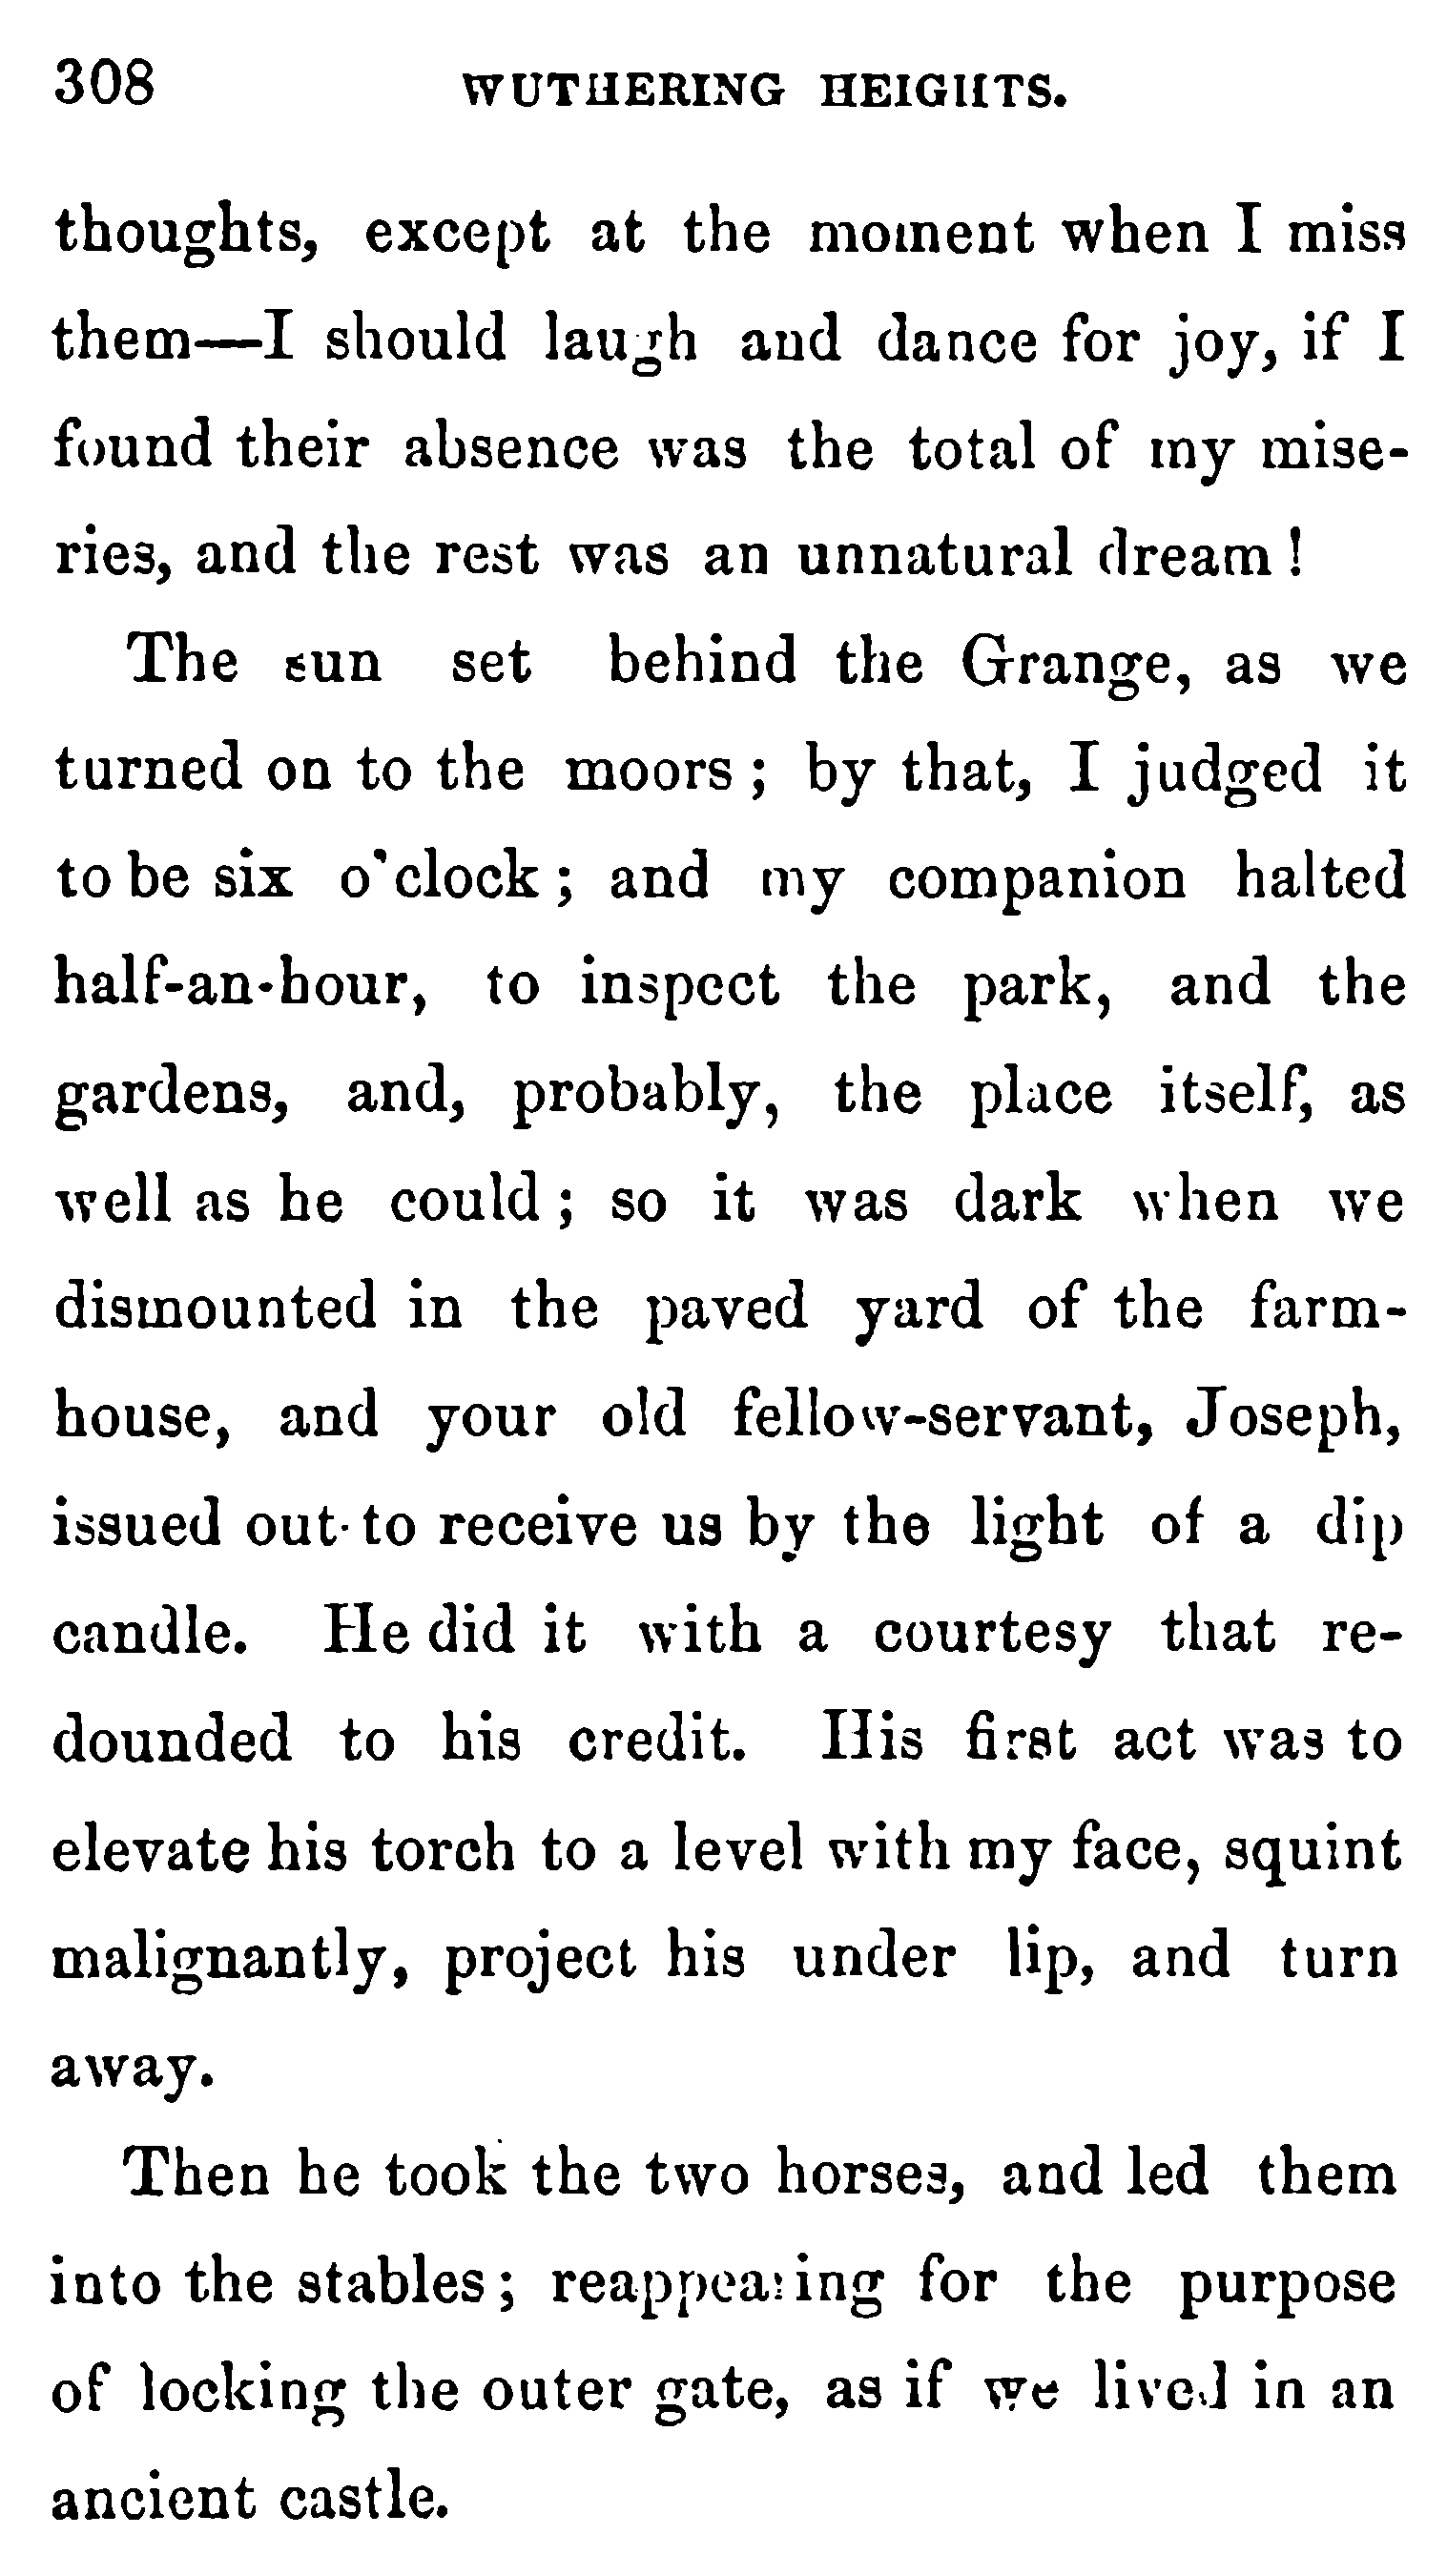 308 WUTHERING HEIGHTS.
thoughts, except at the moment when I miss
them—I should laugh and dance for joy, if I
found their absence was the total of my mise-
ries, and the rest was an unnatural dream!
The sun set behind the Grange, as we
turned on to the moors; by that, I judged it
to be six o'clock; and my companion halted
half-an-hour, to inspect the park, and the
gardens, and, probably, the place itself, as
well as he could; so it was dark when we
dismounted in the paved yard of the farm-
house, and your old fellow-servant, Joseph,
issued out to receive us by the light of a dip
candle. He did it with a courtesy that re-
dounded to his credit. His first act was to
elevate his torch to a level with my face, squint
malignantly, project his under lip, and turn
away.
Then he took the two horses, and led them
into the stables; reappearing for the purpose
of locking the outer gate, as if we lived in an
ancient castle.